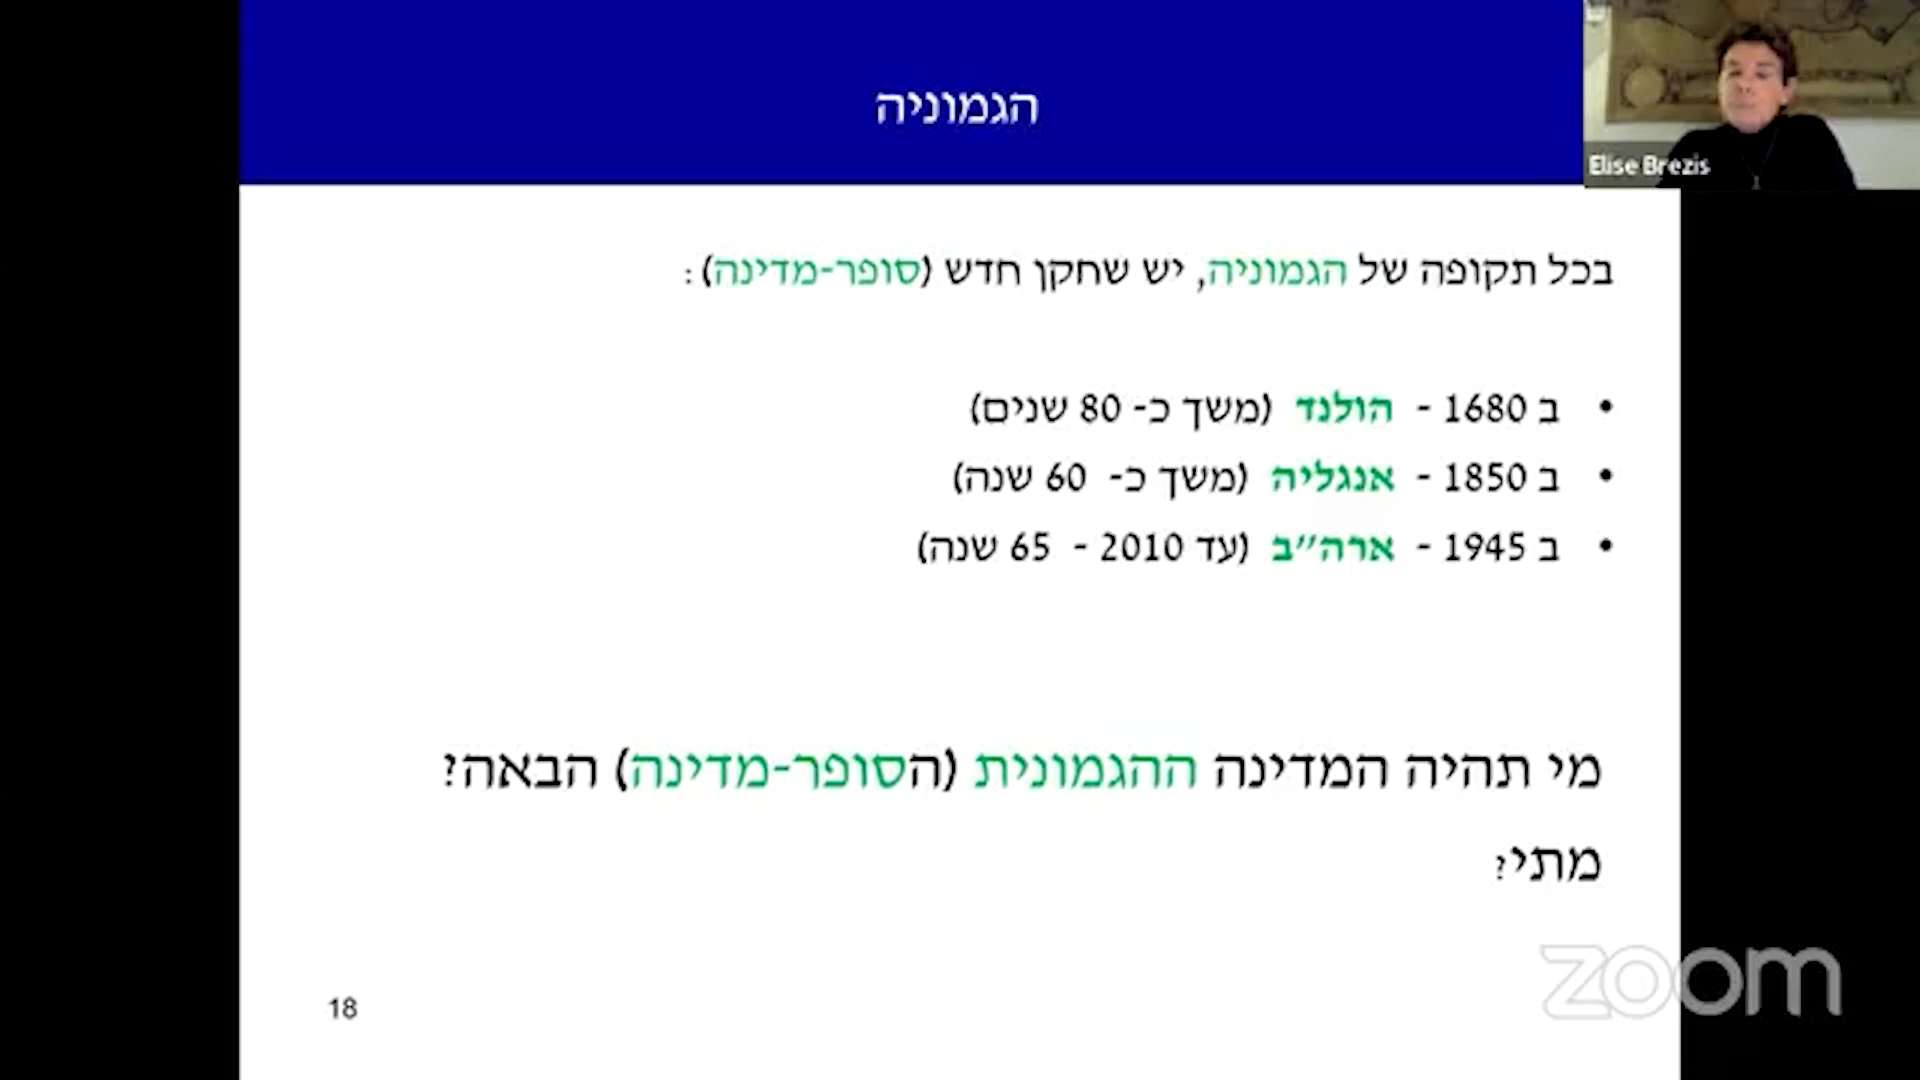 הגמוניה
Elise Brezis
בכל תקופה של הגמוניה, יש שחקן חדש (סופר-מדינה):
• ב 1680 - הולנד (משך כ- 80 שנים)
• ב 1850 - אנגליה (משך כ- 60 שנה)
• ב 1945 - ארה״ב (עד 2010 - 65 שנה)
מי תהיה המדינה ההגמונית (הסופר-מדינה) הבאה?
מתי?
zoom
18